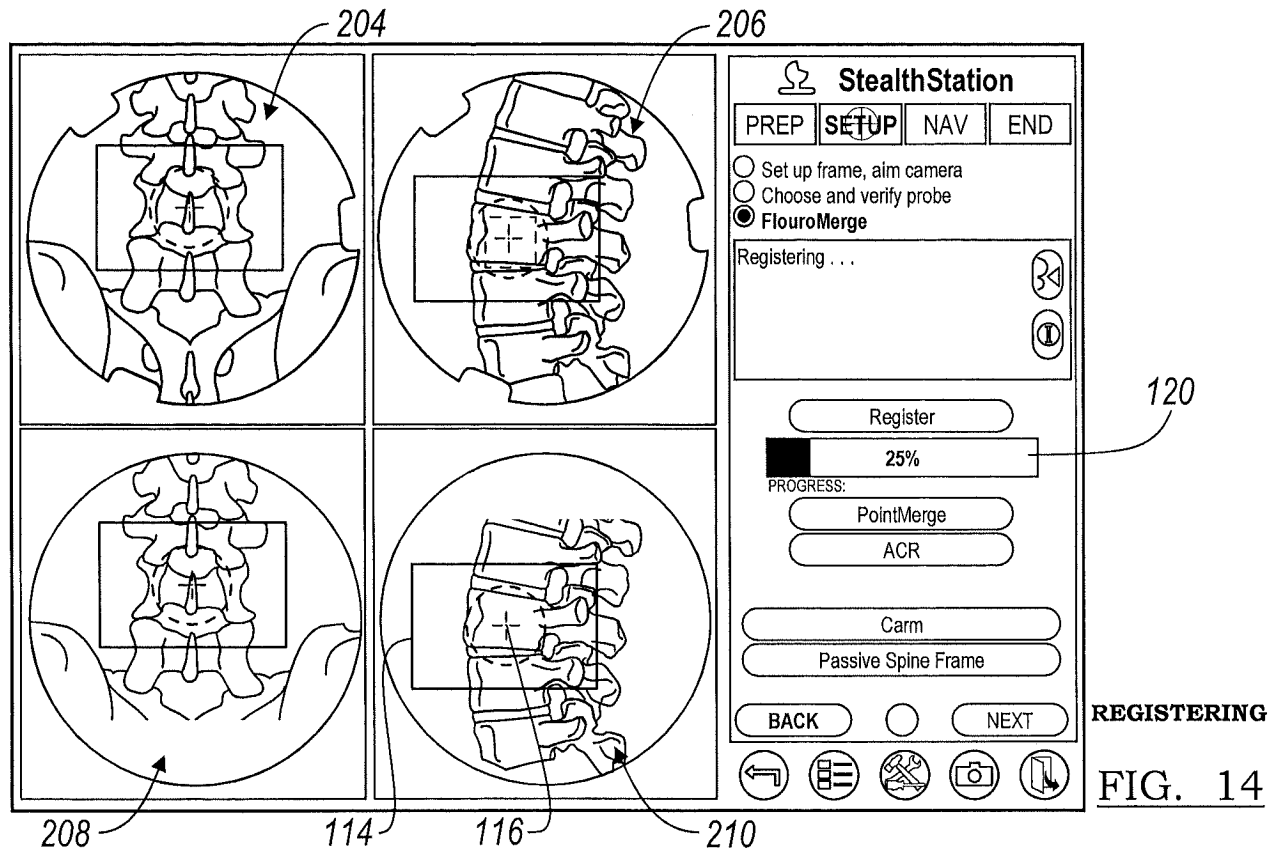 204
206
StealthStation
PREP SETUP NAV END
Set up frame, aim camera
Choose and verify probe
FlouroMerge
Registering . . .
Register
120
25%
PROGRESS:
PointMerge
ACR
Carm
Passive Spine Frame
BACK NEXT
REGISTERING
FIG. 14
208 114 116 210